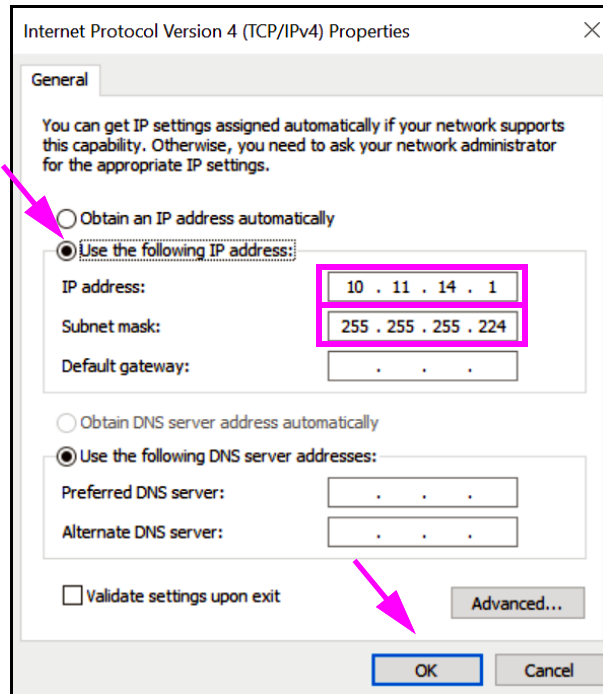 Internet Protocol Version 4 (TCP/IPv4) Properties
General
You can get IP settings assigned automatically if your network supports
this capability. Otherwise, you need to ask your network administrator
for the appropriate IP settings.
Obtain an IP address automatically
Use the following IP address:
IP address: 10 . 11 . 14 . 1
Subnet mask: 255 . 255 . 255 . 224
Default gateway: . . .
Obtain DNS server address automatically
Use the following DNS server addresses:
Preferred DNS server: . . .
Alternate DNS server: . . .
Validate settings upon exit
Advanced...
OK Cancel